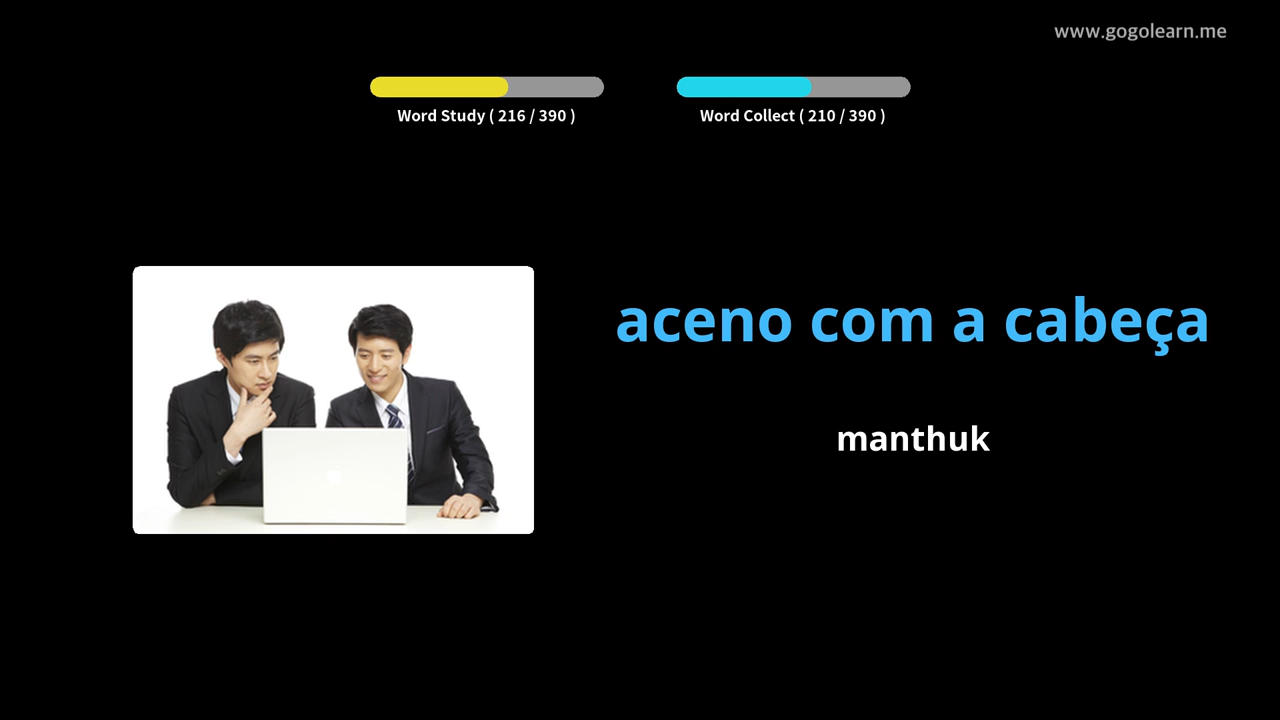 www.gogolearn.me
Word Study ( 216 / 390 )
Word Collect ( 210 / 390 )
aceno com a cabeça
manthuk